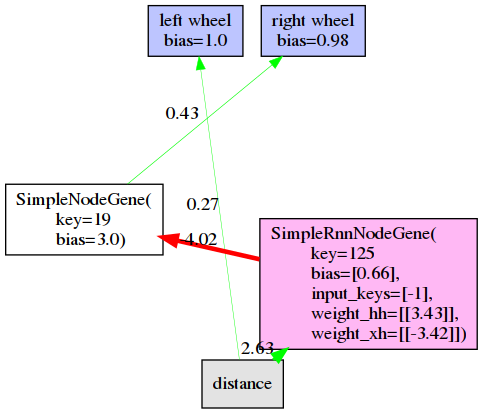 left wheel
bias=1.0
right wheel
bias=0.98
0.43
SimpleNodeGene(
key=19
bias=3.0)
0.27
-4.02
SimpleRnnNodeGene(
key=125
bias=[0.66],
input_keys=[-1],
weight_hh=[[3.43]],
weight_xh=[[-3.42]])
2.63
distance